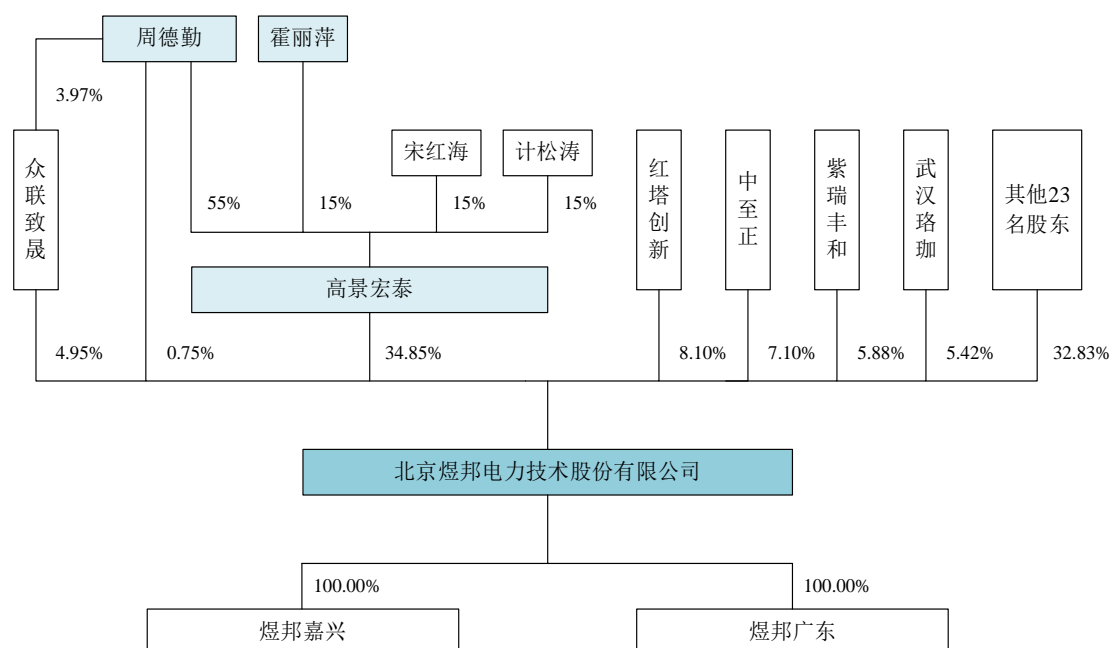 周德勤
霍丽萍
3.97%
众联致晟
宋红海
计松涛
红塔创新
中至正
紫瑞丰和
武汉珞珈
其他23
名股东
55%
15%
15%
15%
高景宏泰
4.95%
0.75%
34.85%
8.10%
7.10%
5.88%
5.42%
32.83%
北京煜邦电力技术股份有限公司
100.00%
100.00%
煜邦嘉兴
煜邦广东